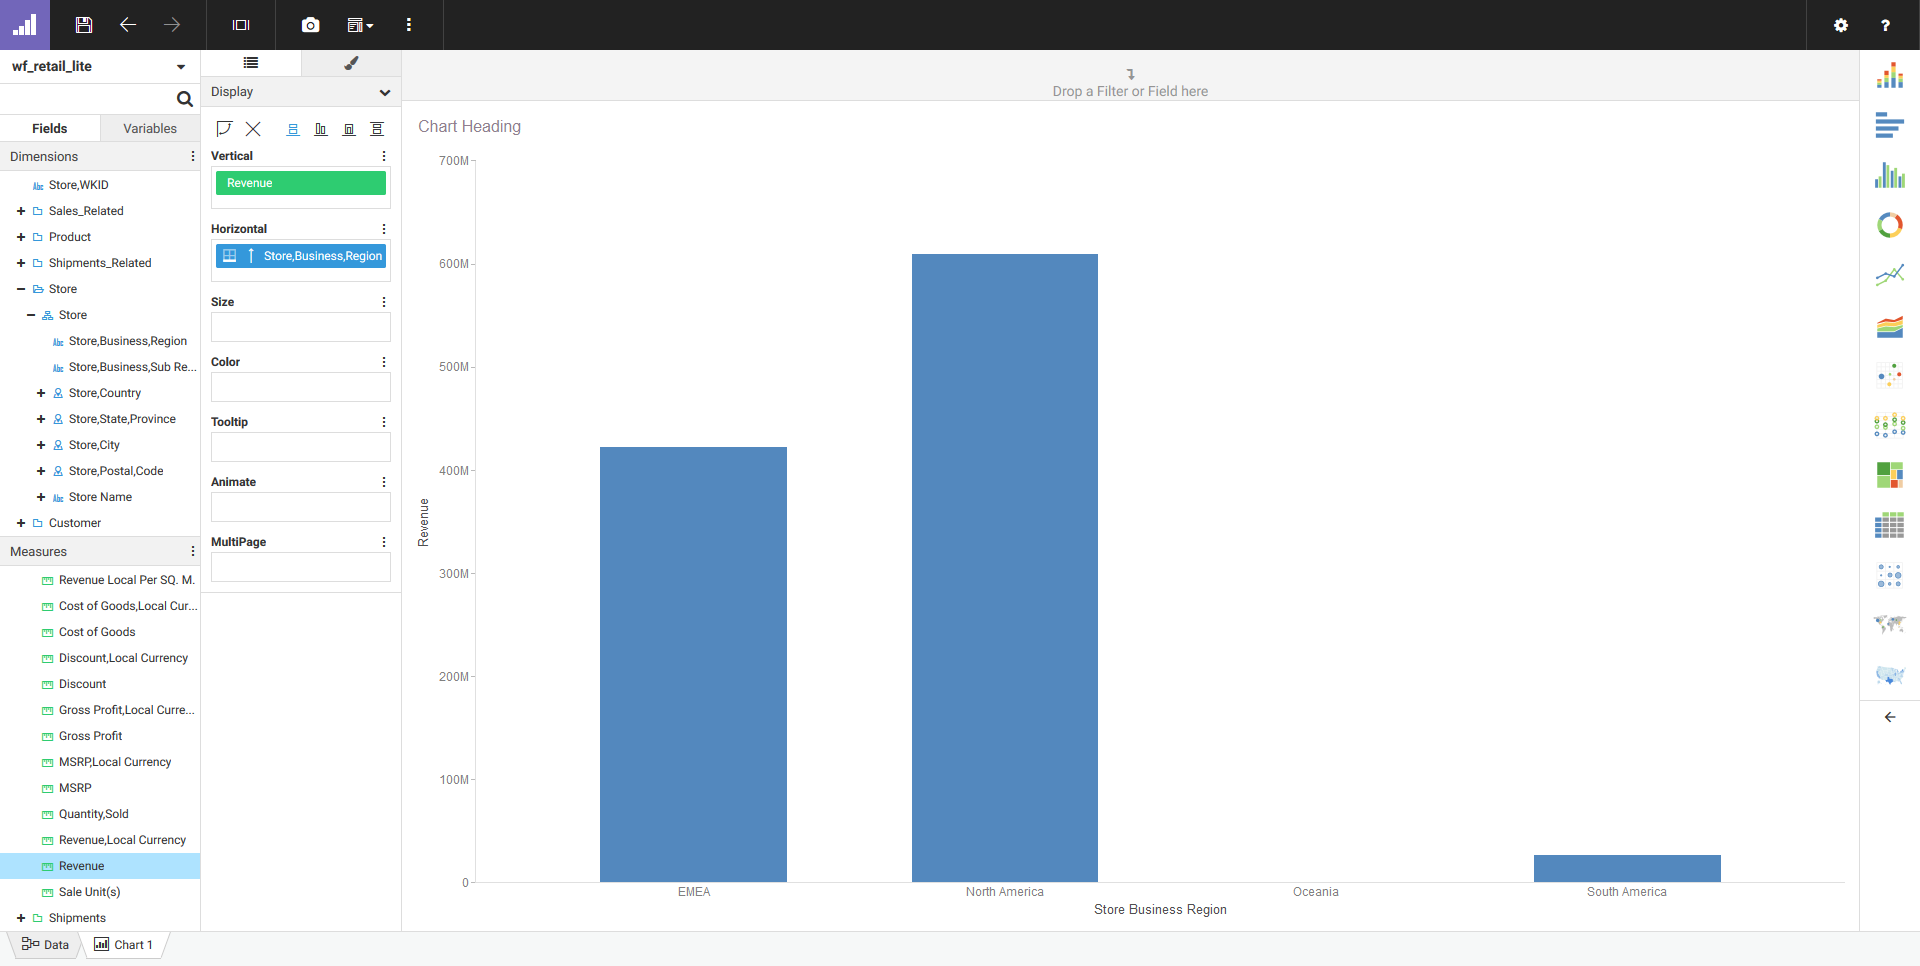 wf_retail_lite
Fields
Variables
Dimensions
Store,WKID
Sales_Related
Product
Shipments_Related
Store
Store
Store,Business,Region
Store,Business,Sub Re...
Store,Country
Store,State,Province
Store,City
Store,Postal,Code
Store Name
Customer
Measures
Revenue Local Per SQ. M.
Cost of Goods,Local Cur...
Cost of Goods
Discount,Local Currency
Discount
Gross Profit,Local Curre...
Gross Profit
MSRP,Local Currency
MSRP
Quantity,Sold
Revenue,Local Currency
Revenue
Sale Unit(s)
Shipments
Display
Vertical
Revenue
Horizontal
Store,Business,Region
Size
Color
Tooltip
Animate
MultiPage
Drop a Filter or Field here
Chart Heading
700M
600M
500M
400M
300M
200M
100M
0
Revenue
EMEA
North America
Oceania
South America
Store Business Region
Data
Chart 1